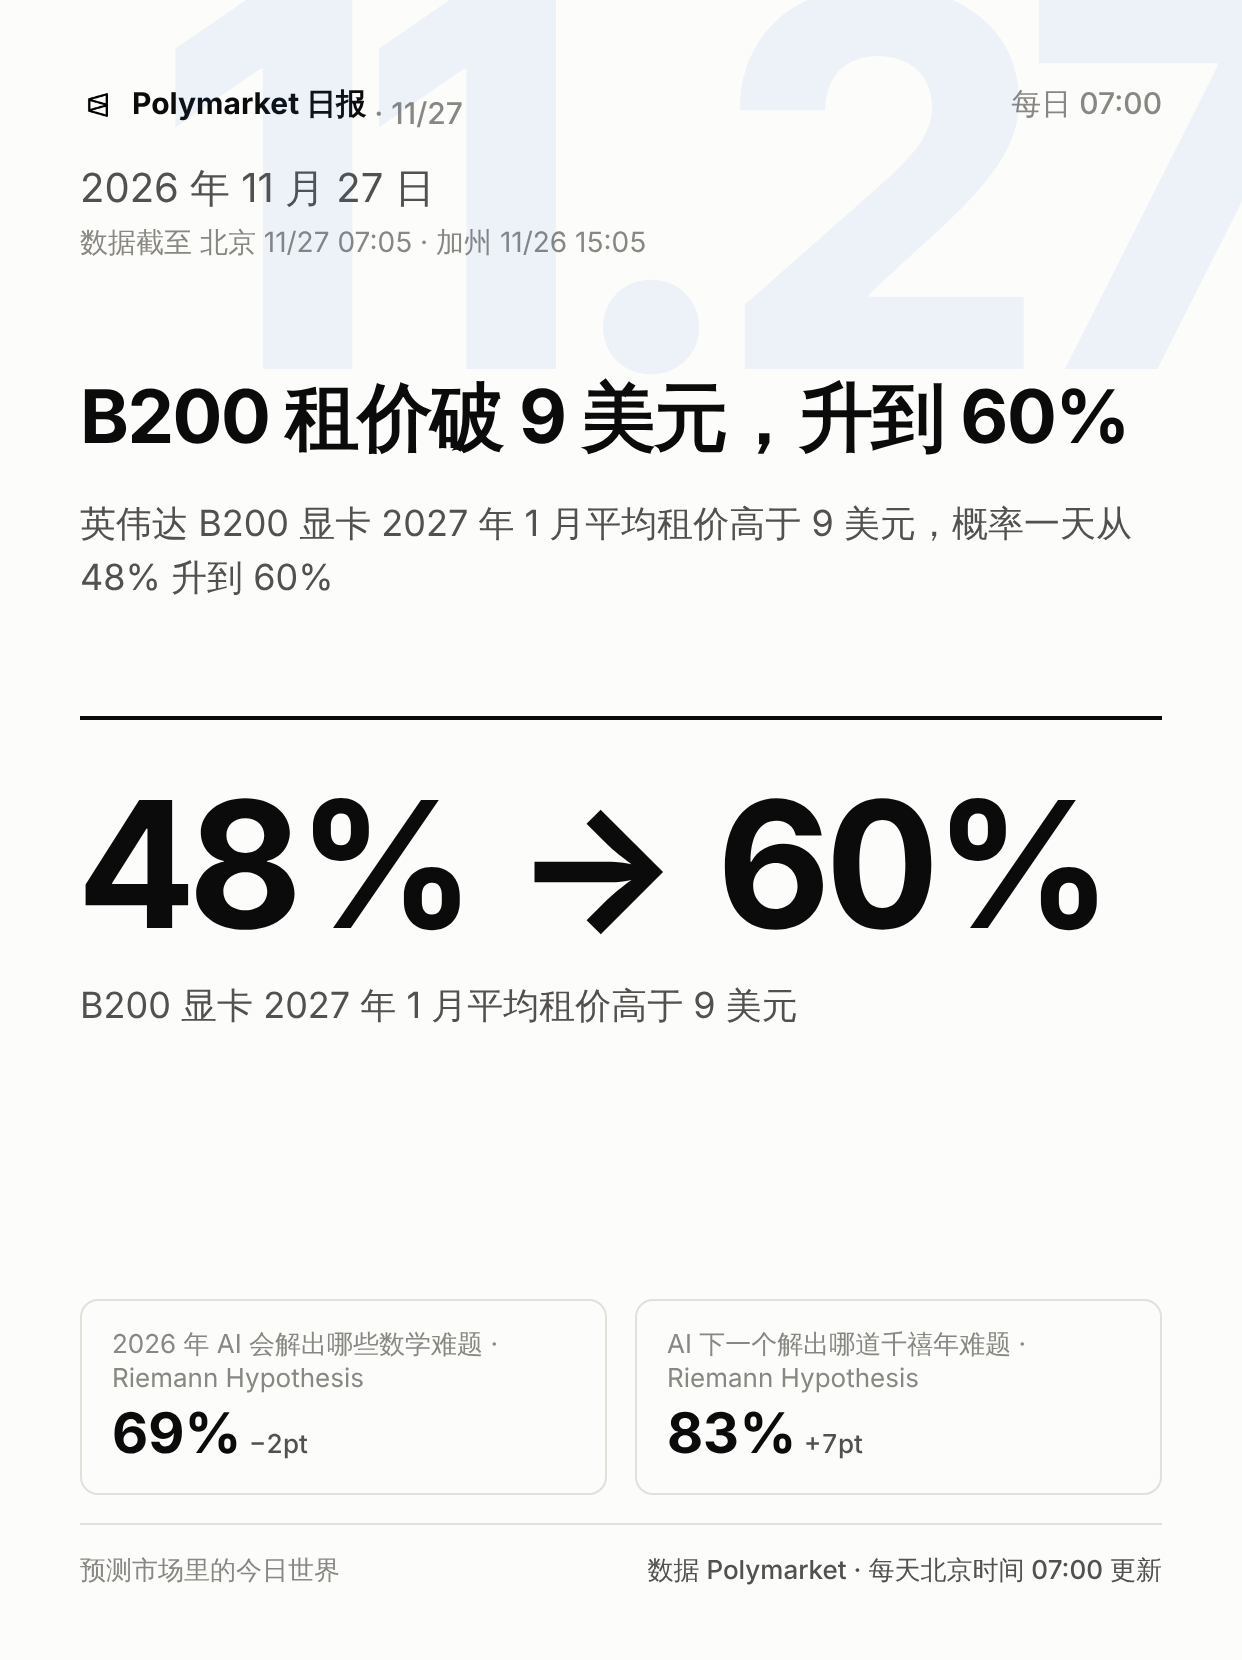 11.27
Polymarket 日报 · 11/27
每日 07:00
2026 年 11 月 27 日
数据截至 北京 11/27 07:05 · 加州 11/26 15:05
B200 租价破 9 美元，升到 60%
英伟达 B200 显卡 2027 年 1 月平均租价高于 9 美元，概率一天从
48% 升到 60%
48% → 60%
B200 显卡 2027 年 1 月平均租价高于 9 美元
2026 年 AI 会解出哪些数学难题 ·
Riemann Hypothesis
69% −2pt
AI 下一个解出哪道千禧年难题 ·
Riemann Hypothesis
83% +7pt
预测市场里的今日世界
数据 Polymarket · 每天北京时间 07:00 更新